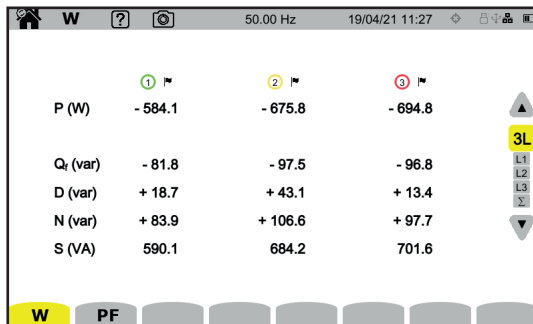 W ? 50.00 Hz 19/04/21 11:27
1 2 3
P (W) - 584.1 - 675.8 - 694.8
3L
Qf (var) - 81.8 - 97.5 - 96.8
L1
L2
D (var) + 18.7 + 43.1 + 13.4
L3
Σ
N (var) + 83.9 + 106.6 + 97.7
S (VA) 590.1 684.2 701.6
W PF